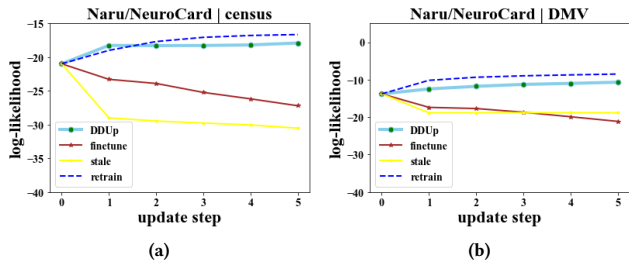 Naru/NeuroCard | census
log-likelihood
−15
−20
−25
−30
−35
−40
DDUp
finetune
stale
retrain
0 1 2 3 4 5
update step
(a)
Naru/NeuroCard | DMV
log-likelihood
0
−10
−20
−30
−40
DDUp
finetune
stale
retrain
0 1 2 3 4 5
update step
(b)